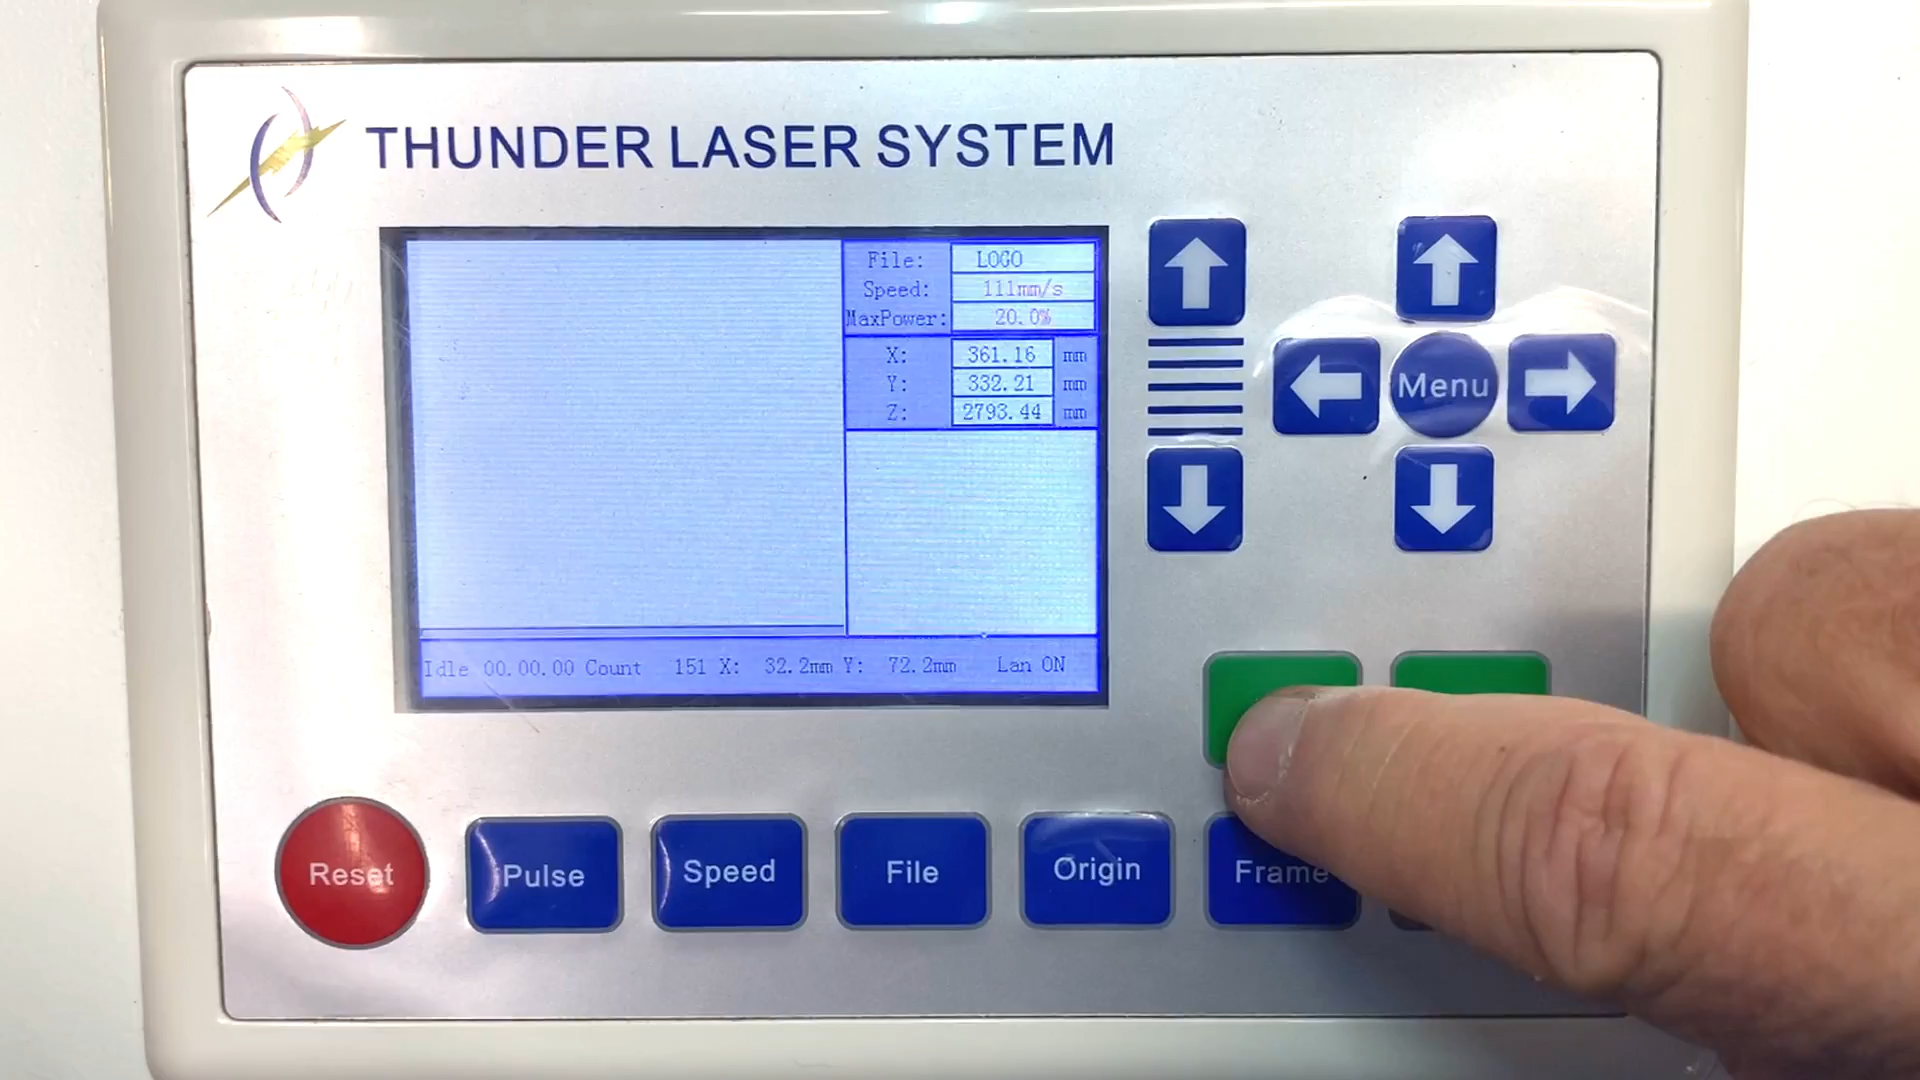 THUNDER LASER SYSTEM
File: LOGO
Speed: 111mm/s
MaxPower: 20.0%
X: 361.16 mm
Y: 332.21 mm
Z: 2793.44 mm
Idle 00.00.00 Count 151 X: 32.2mm Y: 72.2mm Lan ON
Menu
Reset
Pulse
Speed
File
Origin
Frame